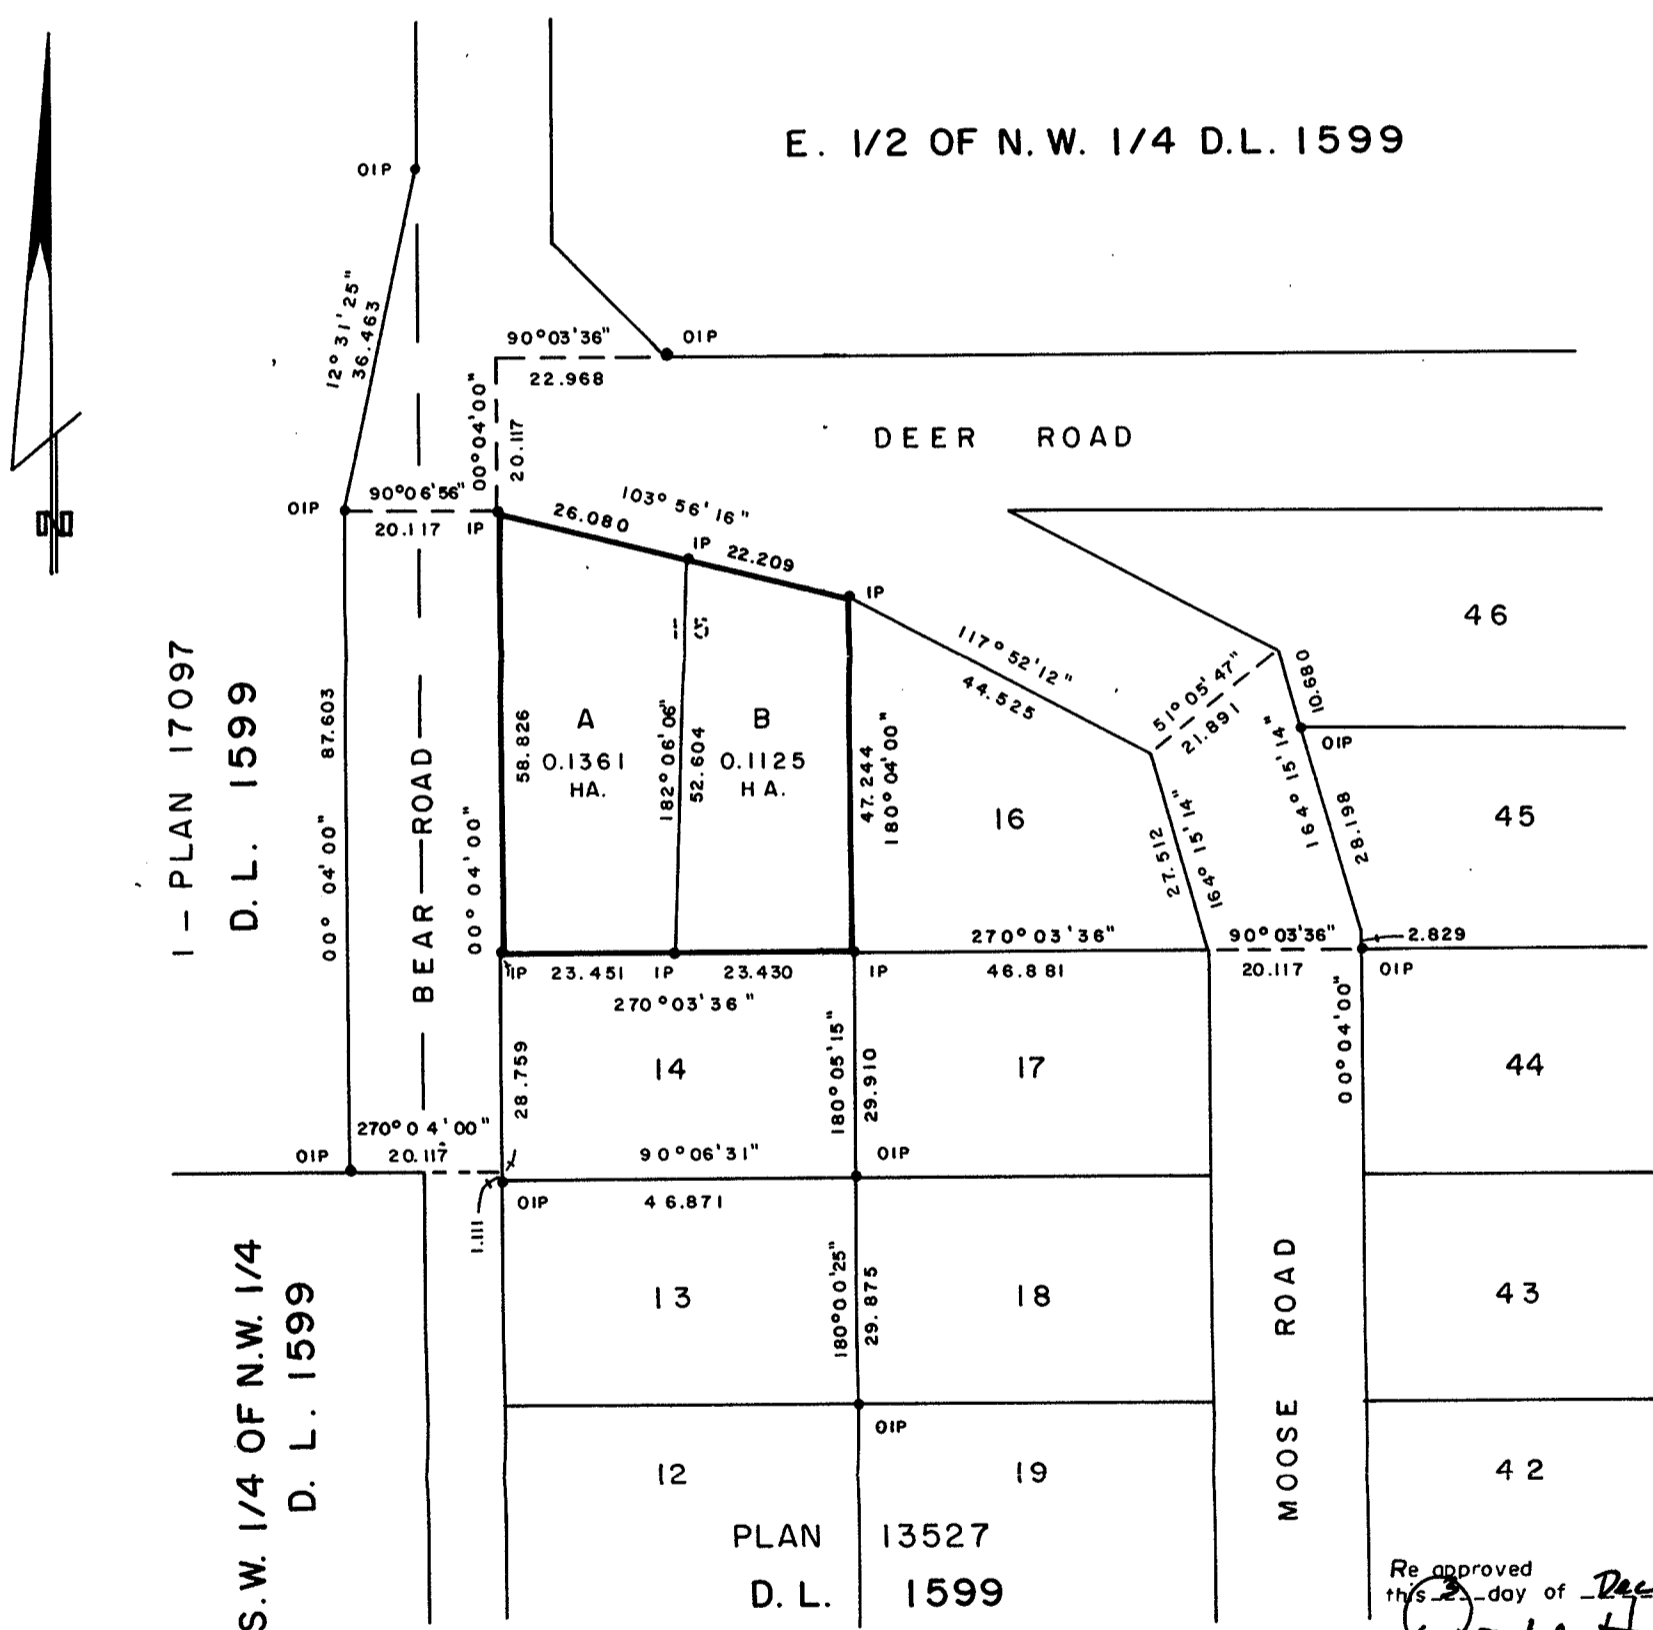 E. 1/2 OF N. W. 1/4 D.L. 1599
OIP
12° 31' 25"
36.463
90°03'36"
OIP
22.968
00°04'00"
20.117
DEER ROAD
N
OIP
90°06'56"
20.117
IP
103° 56' 16"
26.080
IP
22.209
IP
46
117° 52' 12"
44.525
51° 05' 47"
21.891
10.680
OIP
164° 15' 14"
28.198
45
1 - PLAN 17097
D. L. 1599
87.603
00° 04' 00"
BEAR ROAD
00° 04' 00"
58.826
A
0.1361
HA.
182° 06' 06"
52.604
15
B
0.1125
HA.
47.244
180° 04' 00"
16
27.512
164° 15' 14"
270° 03' 36"
46.881
90° 03' 36"
20.117
2.829
OIP
IP
23.451
IP
23.430
IP
270° 03' 36"
00° 04' 00"
28.759
14
180° 05' 15"
29.910
17
44
270° 04' 00"
OIP
20.117
90° 06' 31"
OIP
OIP
46.871
1.111
S.W. 1/4 OF N.W. 1/4
D. L. 1599
13
180° 00' 25"
29.875
18
MOOSE ROAD
43
OIP
12
19
42
PLAN 13527
D. L. 1599
Re approved
this 3 day of Dec